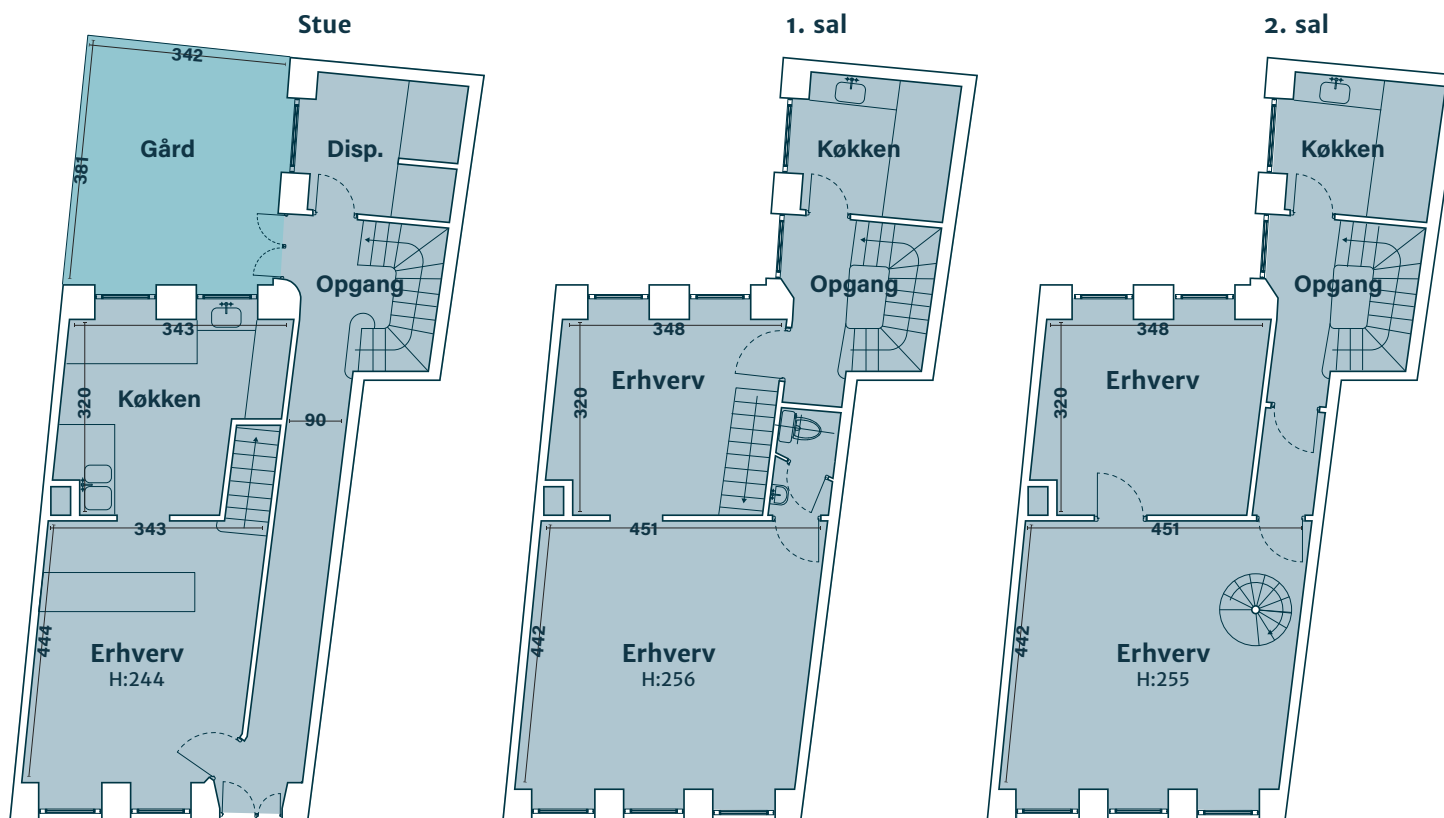 Stue
342
Gård
381
Disp.
Opgang
343
320
Køkken
90
343
444
Erhverv
H:244
1. sal
Køkken
Opgang
348
Erhverv
320
451
442
Erhverv
H:256
2. sal
Køkken
Opgang
348
Erhverv
320
451
442
Erhverv
H:255